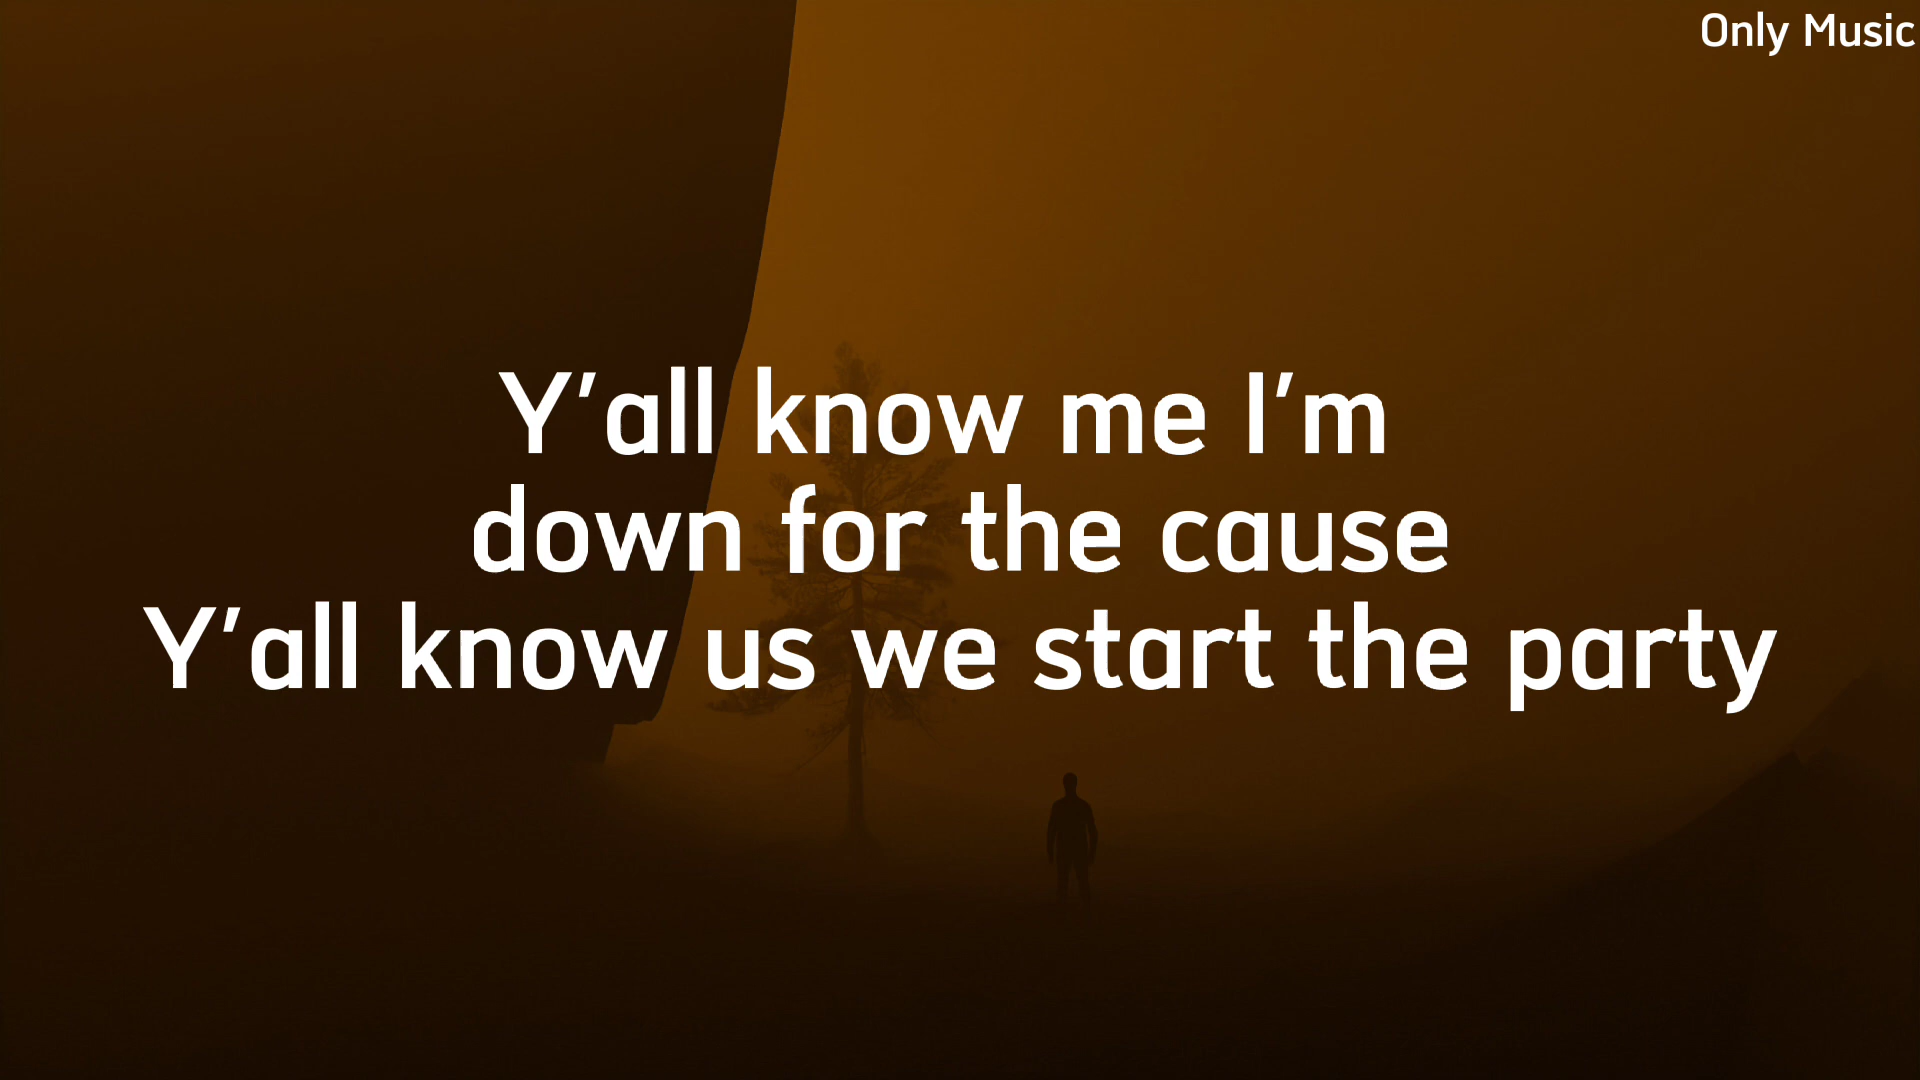 Only Music
Y'all know me I'm
down for the cause
Y'all know us we start the party